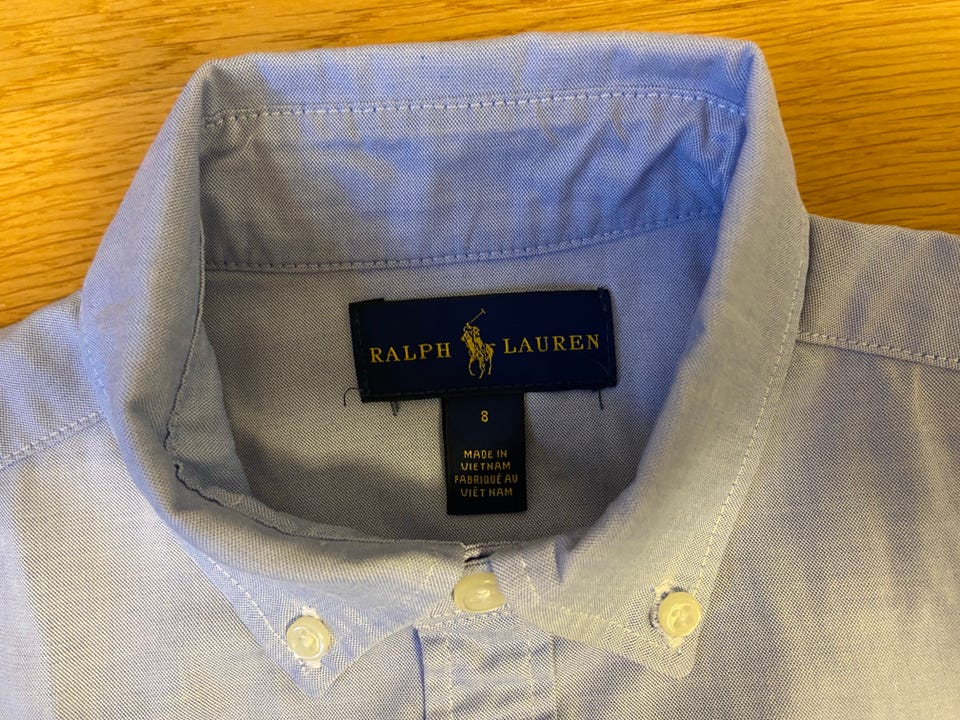 RALPH LAUREN
8
MADE IN
VIETNAM
FABRIQUÉ AU
VIÊT NAM